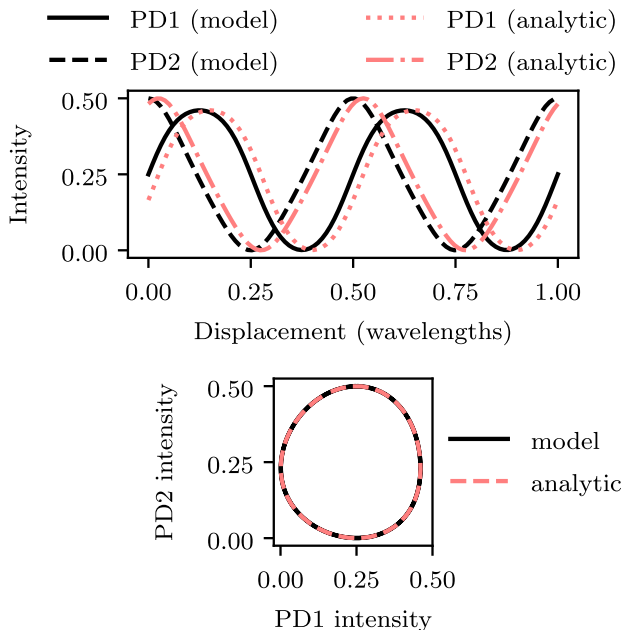 PD1 (model)
PD1 (analytic)
PD2 (model)
PD2 (analytic)
0.50
0.25
0.00
Intensity
0.00 0.25 0.50 0.75 1.00
Displacement (wavelengths)
0.50
0.25
0.00
PD2 intensity
0.00 0.25 0.50
PD1 intensity
model
analytic